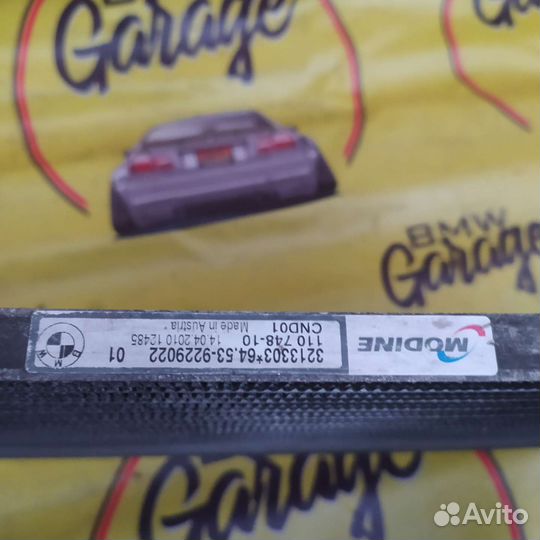 Garage
BMW
Garage
MODINE
3213303*64.53-9229022 01
110 748-10
14.04.2010 12485
CND01
Made in Austria
BMW
Garage
Avito